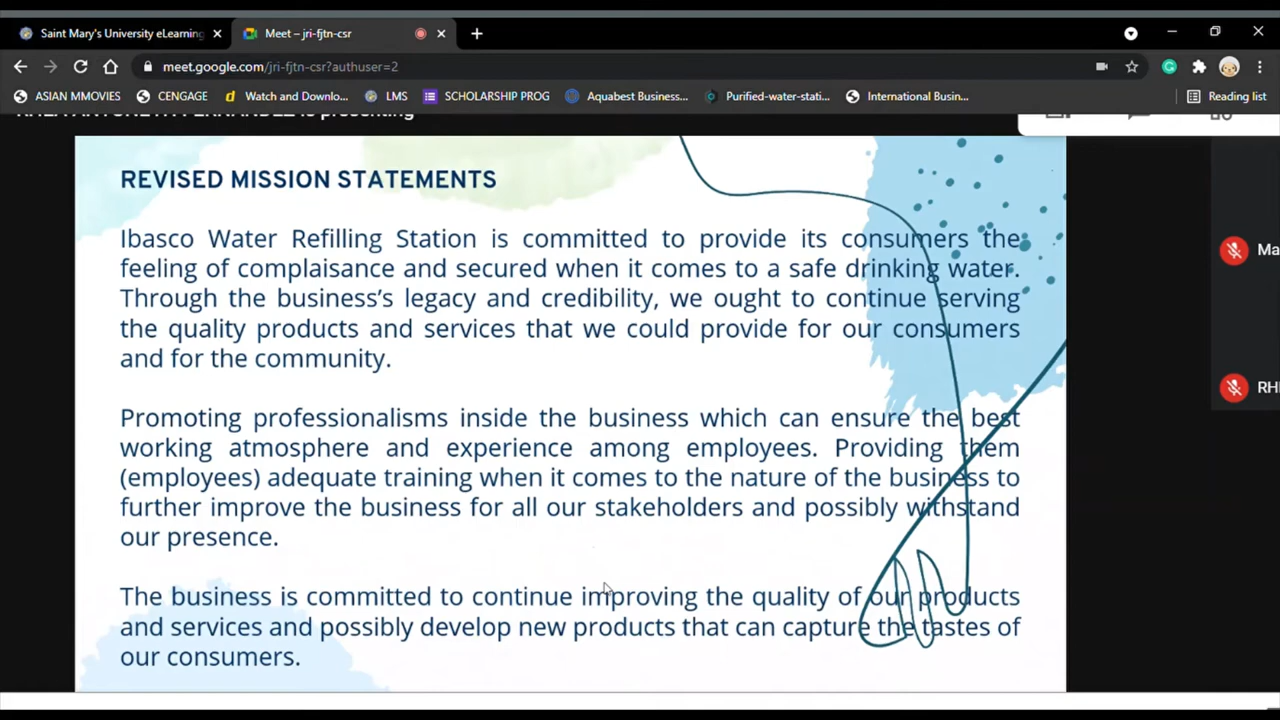 Saint Mary's University eLearning
Meet – jri-fjtn-csr
meet.google.com/jri-fjtn-csr?authuser=2
ASIAN MMOVIES
CENGAGE
Watch and Downlo...
LMS
SCHOLARSHIP PROG
Aquabest Business...
Purified-water-stati...
International Busin...
Reading list
is presenting
REVISED MISSION STATEMENTS
Ibasco Water Refilling Station is committed to provide its consumers the
feeling of complaisance and secured when it comes to a safe drinking water.
Through the business's legacy and credibility, we ought to continue serving
the quality products and services that we could provide for our consumers
and for the community.
Promoting professionalisms inside the business which can ensure the best
working atmosphere and experience among employees. Providing them
(employees) adequate training when it comes to the nature of the business to
further improve the business for all our stakeholders and possibly withstand
our presence.
The business is committed to continue improving the quality of our products
and services and possibly develop new products that can capture the tastes of
our consumers.
Ma
RH